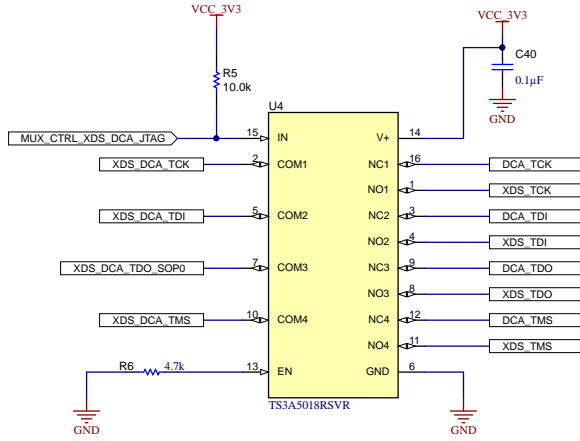 VCC_3V3
VCC_3V3
R5
10.0k
C40
0.1µF
GND
U4
MUX_CTRL_XDS_DCA_JTAG
15
IN
V+
14
XDS_DCA_TCK
2
COM1
NC1
16
DCA_TCK
NO1
1
XDS_TCK
XDS_DCA_TDI
5
COM2
NC2
3
DCA_TDI
NO2
4
XDS_TDI
XDS_DCA_TDO_SOP0
7
COM3
NC3
9
DCA_TDO
NO3
8
XDS_TDO
XDS_DCA_TMS
10
COM4
NC4
12
DCA_TMS
NO4
11
XDS_TMS
R6
4.7k
13
EN
GND
6
TS3A5018RSVR
GND
GND